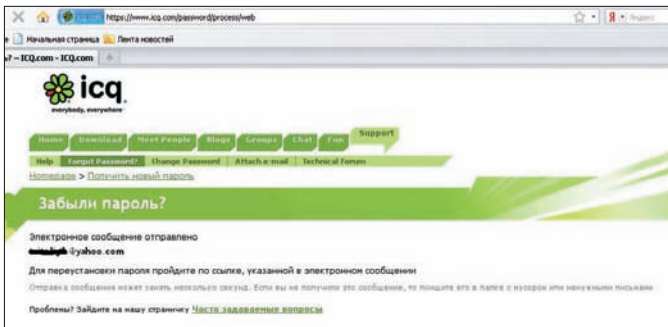 https://www.icq.com/password/process/web
Яндекс
Начальная страница Лента новостей
? – ICQ.com - ICQ.com
icq
everybody, everywhere
Home Download Meet People Blogs Groups Chat Fun Support
Help Forgot Password? Change Password Attach e-mail Technical Forum
Homepage > Получить новый пароль
Забыли пароль?
Электронное сообщение отправлено
@yahoo.com
Для переустановки пароля пройдите по ссылке, указанной в электронном сообщении
Отправка сообщения может занять несколько секунд. Если вы не получите это сообщение, то поищите его в папке с мусором или ненужными письмами
Проблемы? Зайдите на нашу страничку Часто задаваемые вопросы